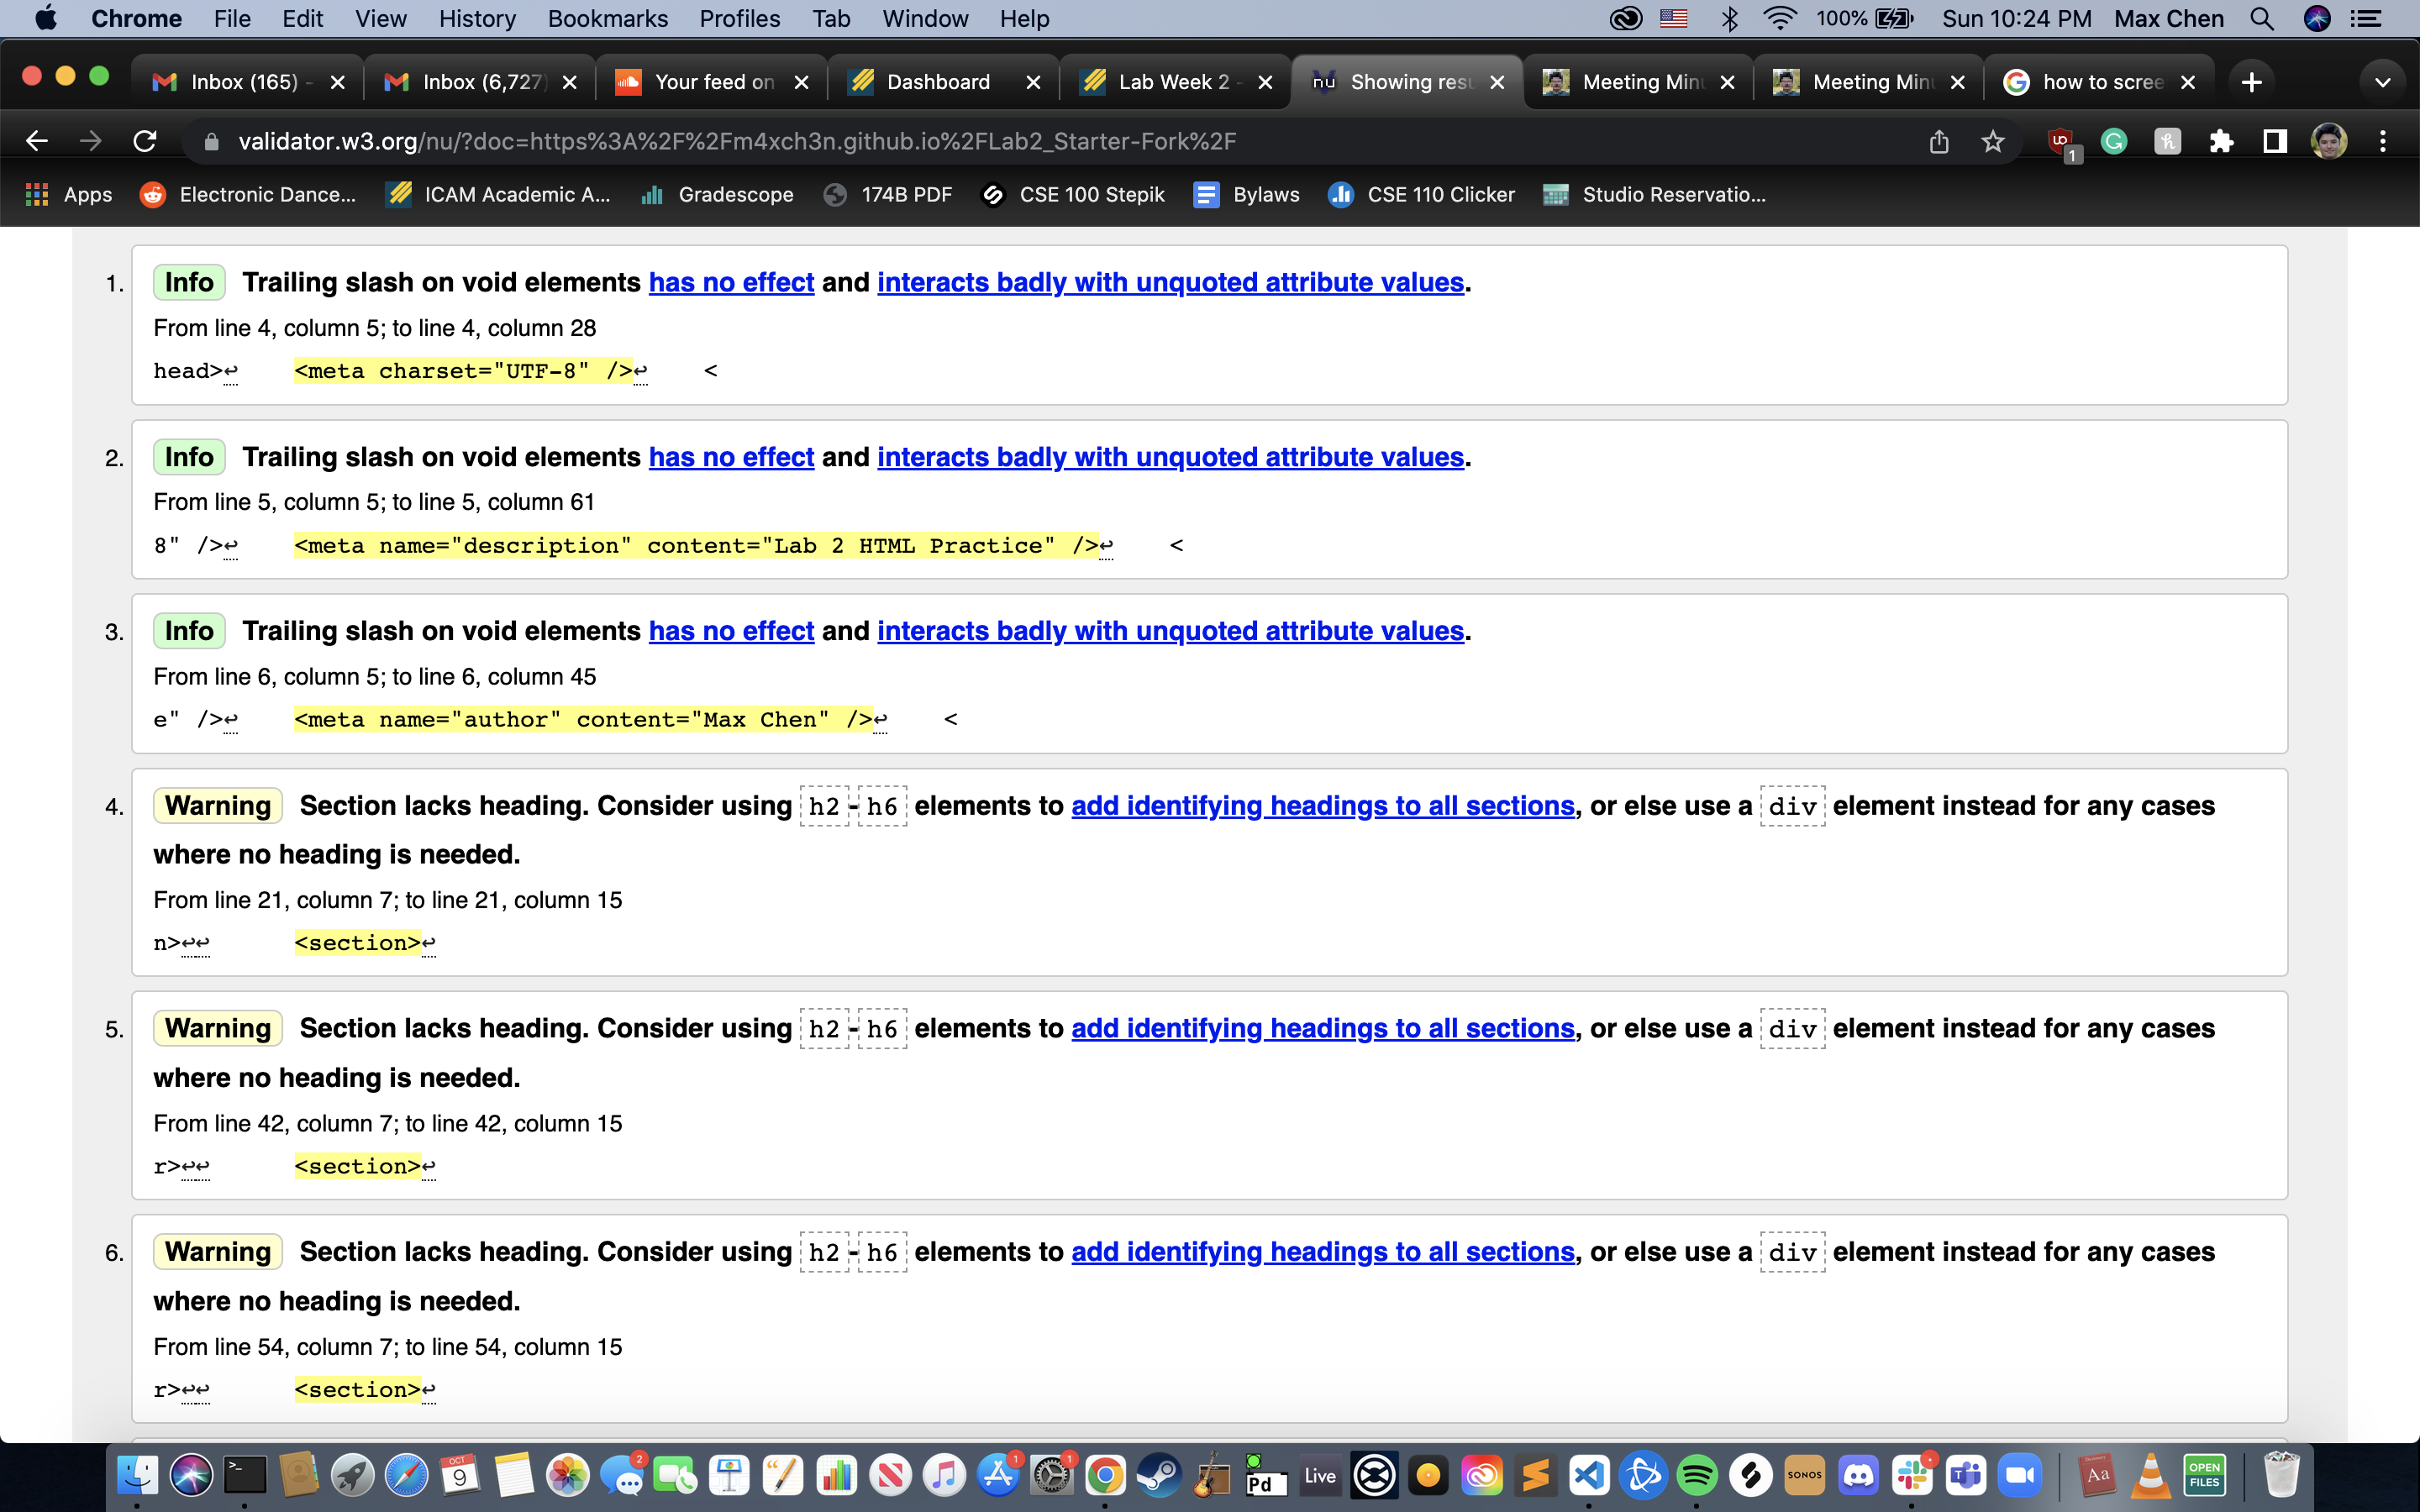 Chrome File Edit View History Bookmarks Profiles Tab Window Help 100% Sun 10:24 PM Max Chen
Inbox (165) - Inbox (6,727) Your feed on Dashboard Lab Week 2 - Showing resu Meeting Minu Meeting Minu how to scree
validator.w3.org/nu/?doc=https%3A%2F%2Fm4xch3n.github.io%2FLab2_Starter-Fork%2F 1
Apps Electronic Dance... ICAM Academic A... Gradescope 174B PDF CSE 100 Stepik Bylaws CSE 110 Clicker Studio Reservatio...
1. Info Trailing slash on void elements has no effect and interacts badly with unquoted attribute values.
From line 4, column 5; to line 4, column 28
head>↩ <meta charset="UTF-8" />↩ <
2. Info Trailing slash on void elements has no effect and interacts badly with unquoted attribute values.
From line 5, column 5; to line 5, column 61
8" />↩ <meta name="description" content="Lab 2 HTML Practice" />↩ <
3. Info Trailing slash on void elements has no effect and interacts badly with unquoted attribute values.
From line 6, column 5; to line 6, column 45
e" />↩ <meta name="author" content="Max Chen" />↩ <
4. Warning Section lacks heading. Consider using h2-h6 elements to add identifying headings to all sections, or else use a div element instead for any cases
where no heading is needed.
From line 21, column 7; to line 21, column 15
n>↩↩ <section>↩
5. Warning Section lacks heading. Consider using h2-h6 elements to add identifying headings to all sections, or else use a div element instead for any cases
where no heading is needed.
From line 42, column 7; to line 42, column 15
r>↩↩ <section>↩
6. Warning Section lacks heading. Consider using h2-h6 elements to add identifying headings to all sections, or else use a div element instead for any cases
where no heading is needed.
From line 54, column 7; to line 54, column 15
r>↩↩ <section>↩
OCT 9 2 1 1 Pd Live SONOS Aa OPEN FILES